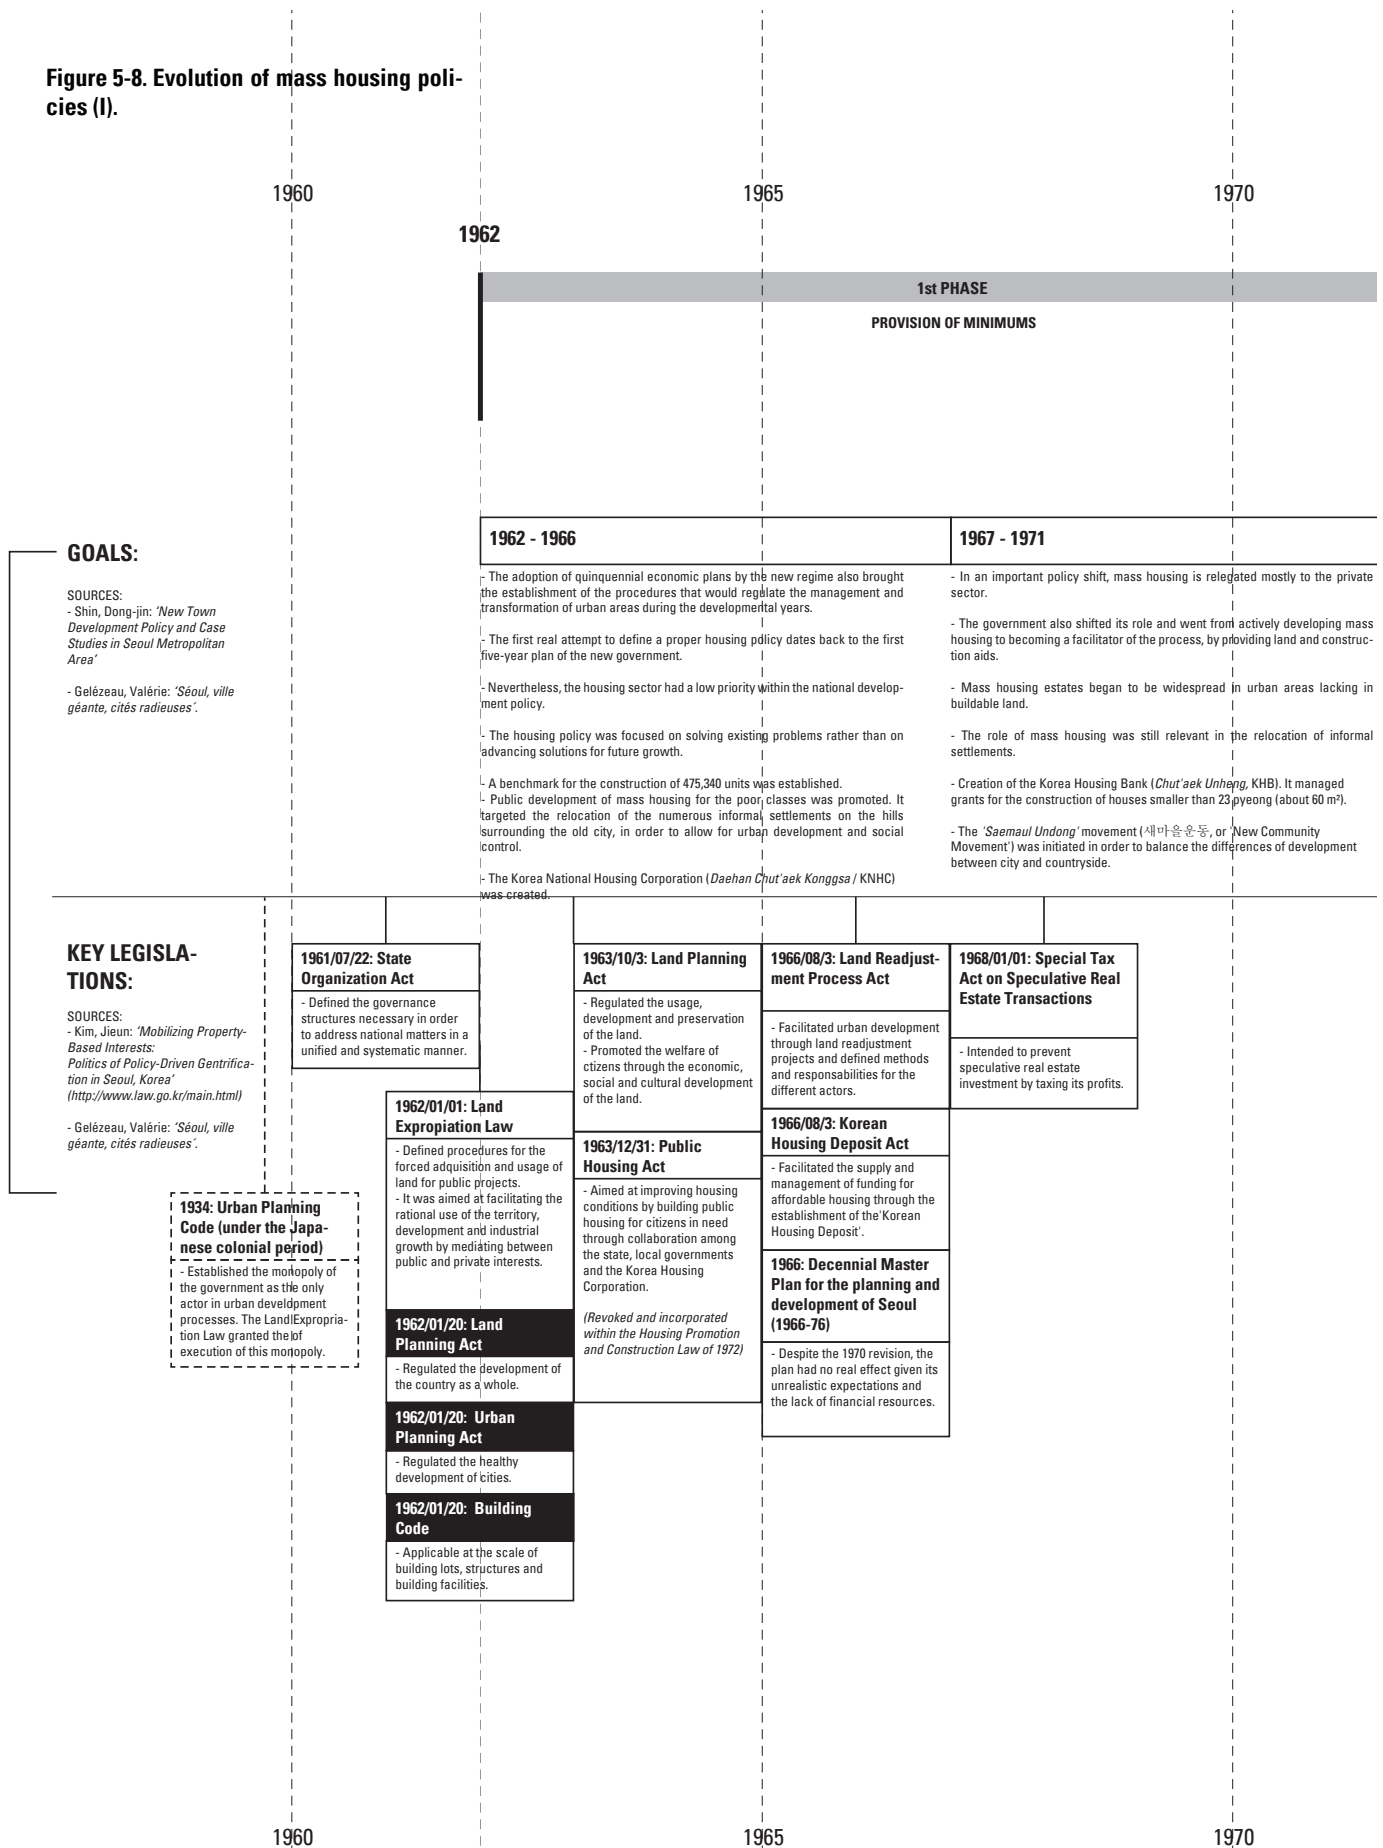 Figure 5-8. Evolution of mass housing poli-
cies (I).
1960
1965
1970
1962
1st PHASE
PROVISION OF MINIMUMS
GOALS:
SOURCES:
- Shin, Dong-jin: ‘New Town
Development Policy and Case
Studies in Seoul Metropolitan
Area’
- Gelézeau, Valérie: ‘Séoul, ville
géante, cités radieuses´.
1962 - 1966
- The adoption of quinquennial economic plans by the new regime also brought
the establishment of the procedures that would regulate the management and
transformation of urban areas during the developmental years.
- The first real attempt to define a proper housing policy dates back to the first
five-year plan of the new government.
- Nevertheless, the housing sector had a low priority within the national develop-
ment policy.
- The housing policy was focused on solving existing problems rather than on
advancing solutions for future growth.
- A benchmark for the construction of 475,340 units was established.
- Public development of mass housing for the poor classes was promoted. It
targeted the relocation of the numerous informal settlements on the hills
surrounding the old city, in order to allow for urban development and social
control.
- The Korea National Housing Corporation (Daehan Chut'aek Konggsa / KNHC)
was created.
1967 - 1971
- In an important policy shift, mass housing is relegated mostly to the private
sector.
- The government also shifted its role and went from actively developing mass
housing to becoming a facilitator of the process, by providing land and construc-
tion aids.
- Mass housing estates began to be widespread in urban areas lacking in
buildable land.
- The role of mass housing was still relevant in the relocation of informal
settlements.
- Creation of the Korea Housing Bank (Chut'aek Unheng, KHB). It managed
grants for the construction of houses smaller than 23 pyeong (about 60 m²).
- The 'Saemaul Undong' movement (새마을운동, or 'New Community
Movement') was initiated in order to balance the differences of development
between city and countryside.
KEY LEGISLA-
TIONS:
SOURCES:
- Kim, Jieun: ‘Mobilizing Property-
Based Interests:
Politics of Policy-Driven Gentrifica-
tion in Seoul, Korea’
(http://www.law.go.kr/main.html)
- Gelézeau, Valérie: ‘Séoul, ville
géante, cités radieuses´.
1934: Urban Planning
Code (under the Japa-
nese colonial period)
- Established the monopoly of
the government as the only
actor in urban development
processes. The Land Expropria-
tion Law granted the of
execution of this monopoly.
1961/07/22: State
Organization Act
- Defined the governance
structures necessary in order
to address national matters in a
unified and systematic manner.
1962/01/01: Land
Expropiation Law
- Defined procedures for the
forced adquisition and usage of
land for public projects.
- It was aimed at facilitating the
rational use of the territory,
development and industrial
growth by mediating between
public and private interests.
1962/01/20: Land
Planning Act
- Regulated the development of
the country as a whole.
1962/01/20: Urban
Planning Act
- Regulated the healthy
development of cities.
1962/01/20: Building
Code
- Applicable at the scale of
building lots, structures and
building facilities.
1963/10/3: Land Planning
Act
- Regulated the usage,
development and preservation
of the land.
- Promoted the welfare of
ctizens through the economic,
social and cultural development
of the land.
1963/12/31: Public
Housing Act
- Aimed at improving housing
conditions by building public
housing for citizens in need
through collaboration among
the state, local governments
and the Korea Housing
Corporation.
(Revoked and incorporated
within the Housing Promotion
and Construction Law of 1972)
1966/08/3: Land Readjust-
ment Process Act
- Facilitated urban development
through land readjustment
projects and defined methods
and responsabilities for the
different actors.
1966/08/3: Korean
Housing Deposit Act
- Facilitated the supply and
management of funding for
affordable housing through the
establishment of the'Korean
Housing Deposit'.
1966: Decennial Master
Plan for the planning and
development of Seoul
(1966-76)
- Despite the 1970 revision, the
plan had no real effect given its
unrealistic expectations and
the lack of financial resources.
1968/01/01: Special Tax
Act on Speculative Real
Estate Transactions
- Intended to prevent
speculative real estate
investment by taxing its profits.
1960
1965
1970